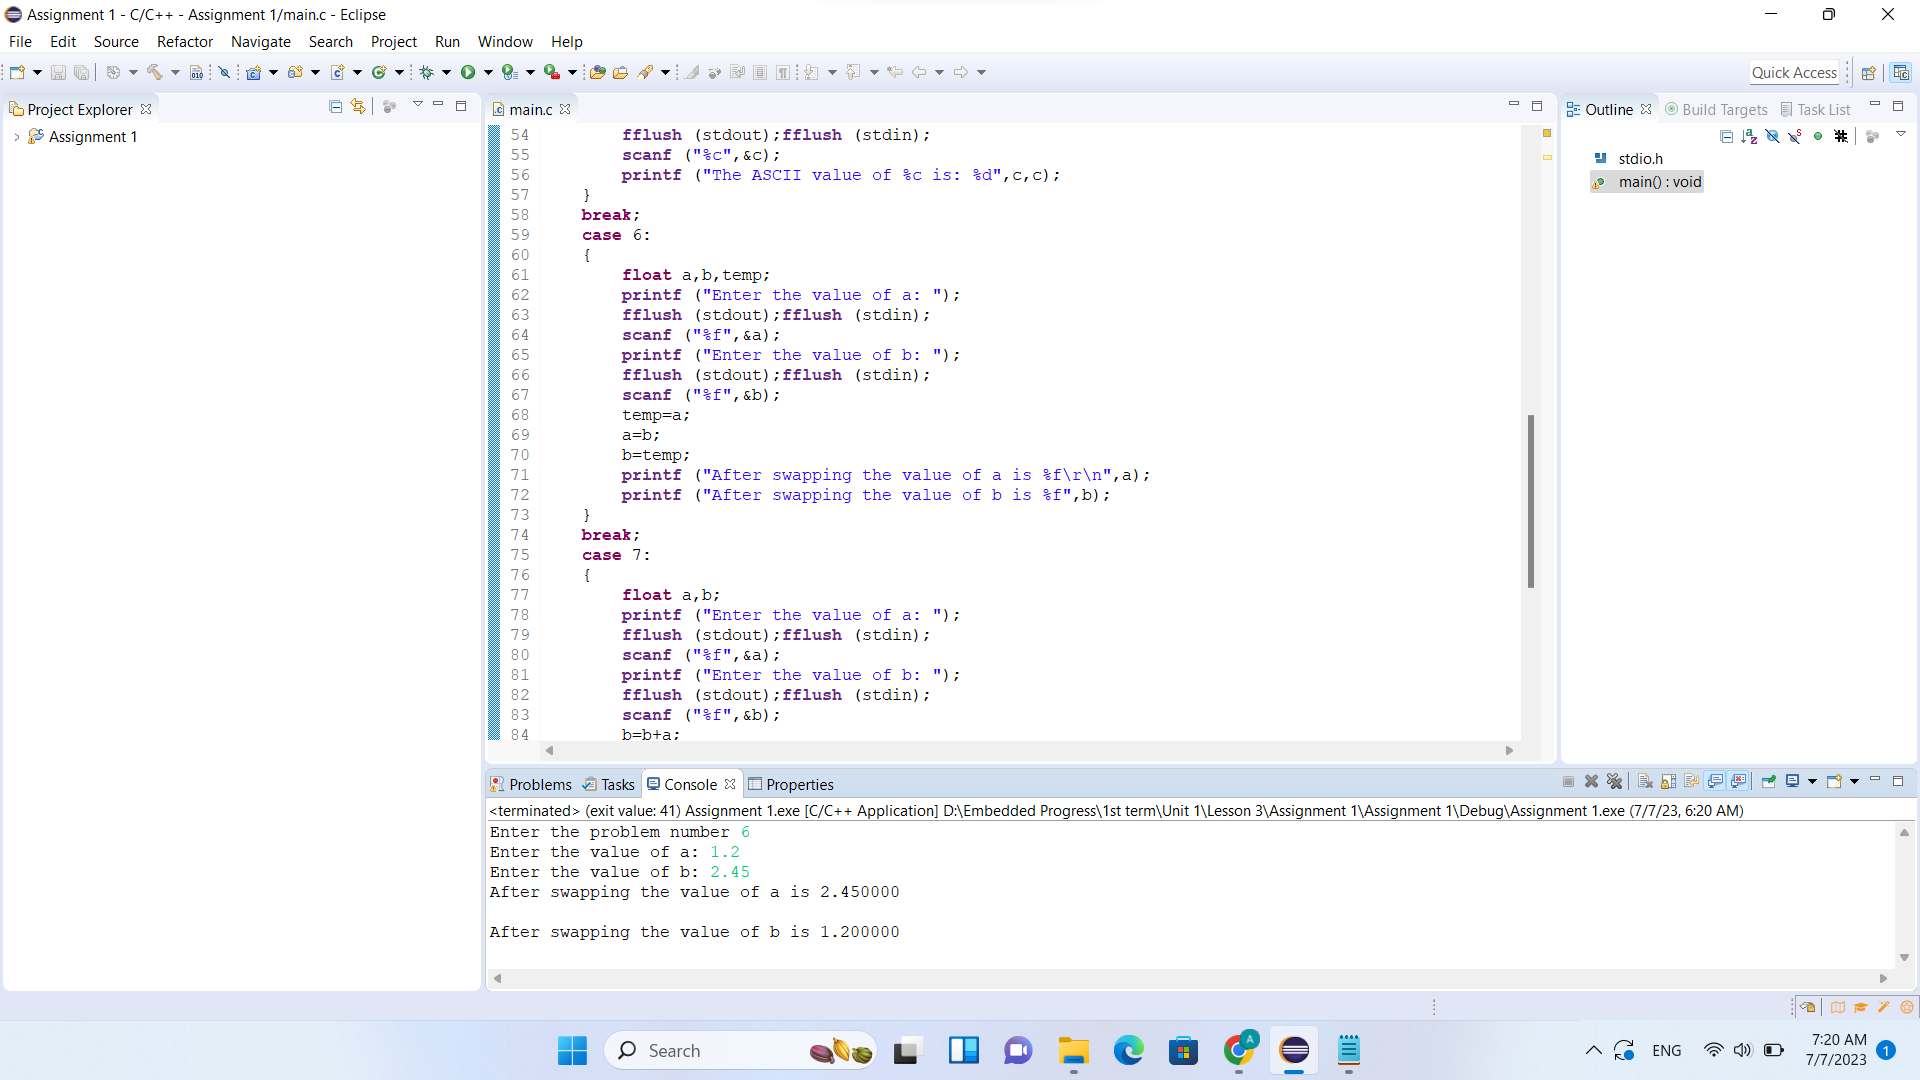 Assignment 1 - C/C++ - Assignment 1/main.c - Eclipse
File Edit Source Refactor Navigate Search Project Run Window Help
Quick Access
Project Explorer
Assignment 1
main.c
54 fflush (stdout);fflush (stdin);
55 scanf ("%c",&c);
56 printf ("The ASCII value of %c is: %d",c,c);
57 }
58 break;
59 case 6:
60 {
61 float a,b,temp;
62 printf ("Enter the value of a: ");
63 fflush (stdout);fflush (stdin);
64 scanf ("%f",&a);
65 printf ("Enter the value of b: ");
66 fflush (stdout);fflush (stdin);
67 scanf ("%f",&b);
68 temp=a;
69 a=b;
70 b=temp;
71 printf ("After swapping the value of a is %f\r\n",a);
72 printf ("After swapping the value of b is %f",b);
73 }
74 break;
75 case 7:
76 {
77 float a,b;
78 printf ("Enter the value of a: ");
79 fflush (stdout);fflush (stdin);
80 scanf ("%f",&a);
81 printf ("Enter the value of b: ");
82 fflush (stdout);fflush (stdin);
83 scanf ("%f",&b);
84 b=b+a;
Outline Build Targets Task List
stdio.h
main() : void
Problems Tasks Console Properties
<terminated> (exit value: 41) Assignment 1.exe [C/C++ Application] D:\Embedded Progress\1st term\Unit 1\Lesson 3\Assignment 1\Assignment 1\Debug\Assignment 1.exe (7/7/23, 6:20 AM)
Enter the problem number 6
Enter the value of a: 1.2
Enter the value of b: 2.45
After swapping the value of a is 2.450000
After swapping the value of b is 1.200000
Search
A
ENG
7:20 AM
7/7/2023
1